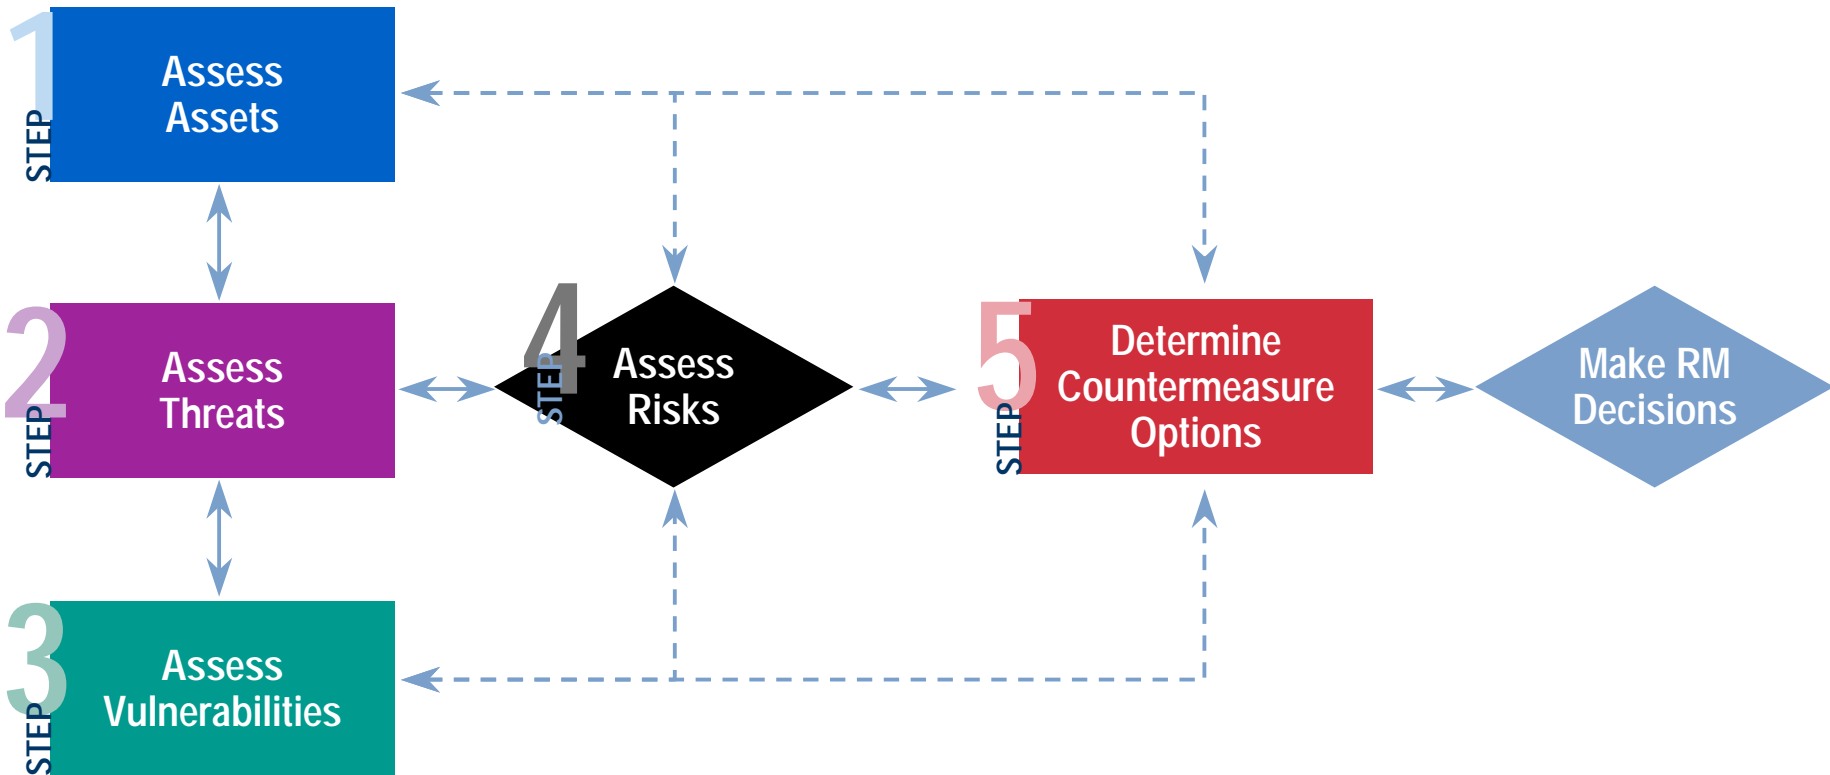 1
STEP
Assess
Assets
2
STEP
Assess
Threats
3
STEP
Assess
Vulnerabilities
4
STEP
Assess
Risks
5
STEP
Determine
Countermeasure
Options
Make RM
Decisions